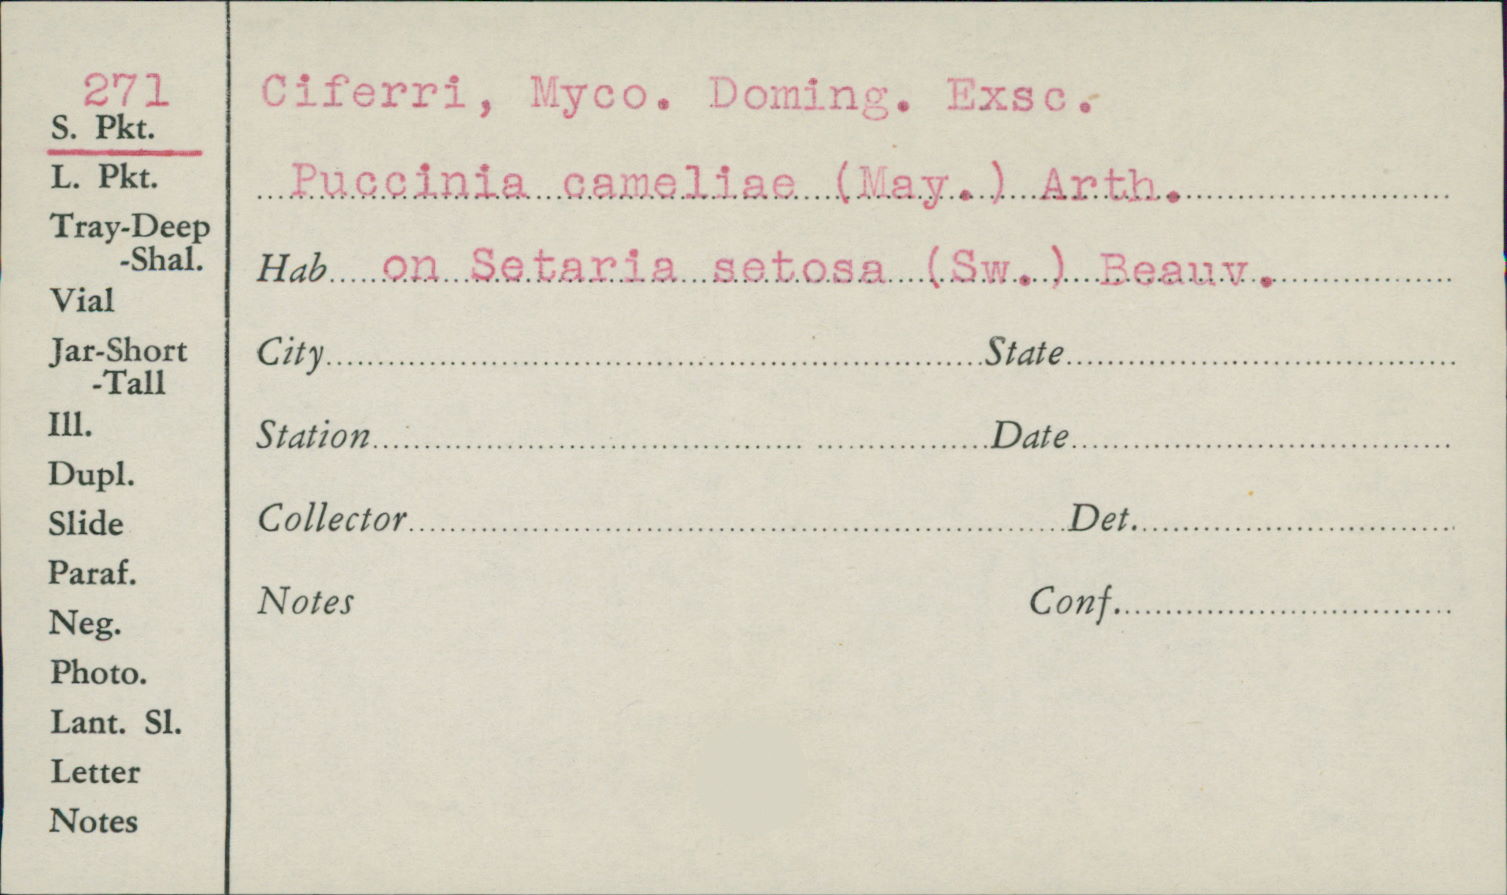 271
S. Pkt.
L. Pkt.
Tray-Deep
-Shal.
Vial
Jar-Short
-Tall
Ill.
Dupl.
Slide
Paraf.
Neg.
Photo.
Lant. Sl.
Letter
Notes
Ciferri, Myco. Doming. Exsc.
Puccinia cameliae (May.) Arth.
Hab on Setaria setosa (Sw.) Beauv.
City State
Station Date
Collector Det.
Notes Conf.